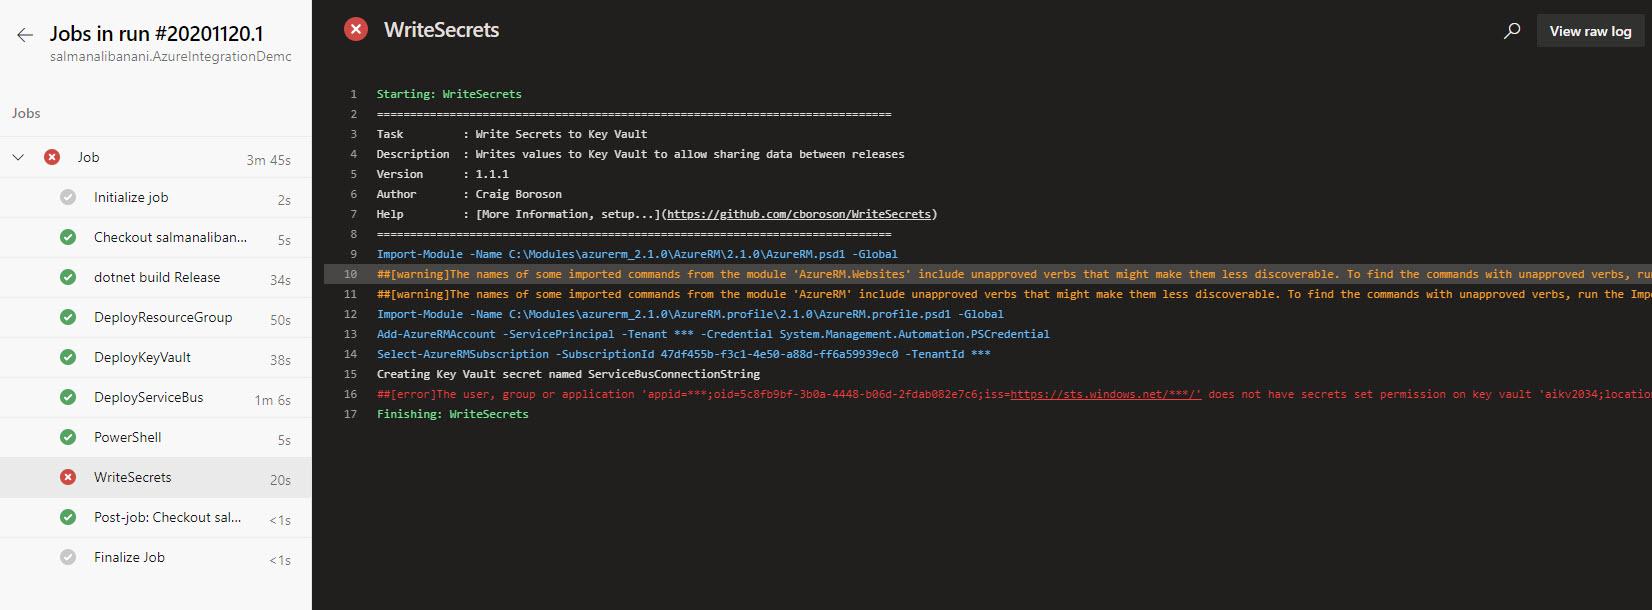 Jobs in run #20201120.1
salmanalibanani.AzureIntegrationDemc
Jobs
Job 3m 45s
Initialize job 2s
Checkout salmanaliban... 5s
dotnet build Release 34s
DeployResourceGroup 50s
DeployKeyVault 38s
DeployServiceBus 1m 6s
PowerShell 5s
WriteSecrets 20s
Post-job: Checkout sal... <1s
Finalize Job <1s
WriteSecrets
View raw log
1 Starting: WriteSecrets
2 ==============================================================================
3 Task : Write Secrets to Key Vault
4 Description : Writes values to Key Vault to allow sharing data between releases
5 Version : 1.1.1
6 Author : Craig Boroson
7 Help : [More Information, setup...](https://github.com/cboroson/WriteSecrets)
8 ==============================================================================
9 Import-Module -Name C:\Modules\azurerm_2.1.0\AzureRM\2.1.0\AzureRM.psd1 -Global
10 ##[warning]The names of some imported commands from the module 'AzureRM.Websites' include unapproved verbs that might make them less discoverable. To find the commands with unapproved verbs, ru
11 ##[warning]The names of some imported commands from the module 'AzureRM' include unapproved verbs that might make them less discoverable. To find the commands with unapproved verbs, run the Impo
12 Import-Module -Name C:\Modules\azurerm_2.1.0\AzureRM.profile\2.1.0\AzureRM.profile.psd1 -Global
13 Add-AzureRMAccount -ServicePrincipal -Tenant *** -Credential System.Management.Automation.PSCredential
14 Select-AzureRMSubscription -SubscriptionId 47df455b-f3c1-4e50-a88d-ff6a59939ec0 -TenantId ***
15 Creating Key Vault secret named ServiceBusConnectionString
16 ##[error]The user, group or application 'appid=***;oid=5c8fb9bf-3b0a-4448-b06d-2fdab082e7c6;iss=https://sts.windows.net/***/' does not have secrets set permission on key vault 'aikv2034;locatio
17 Finishing: WriteSecrets